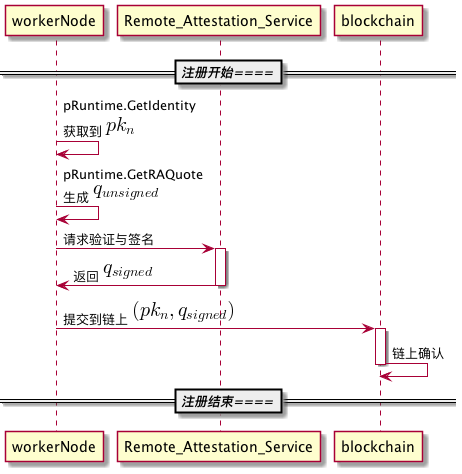 workerNode Remote_Attestation_Service blockchain
注册开始====
pRuntime.GetIdentity
获取到 pkₙ
pRuntime.GetRAQuote
生成 q_{unsigned}
请求验证与签名
返回 q_{signed}
提交到链上 (pkₙ, q_{signed})
链上确认
注册结束====
workerNode Remote_Attestation_Service blockchain